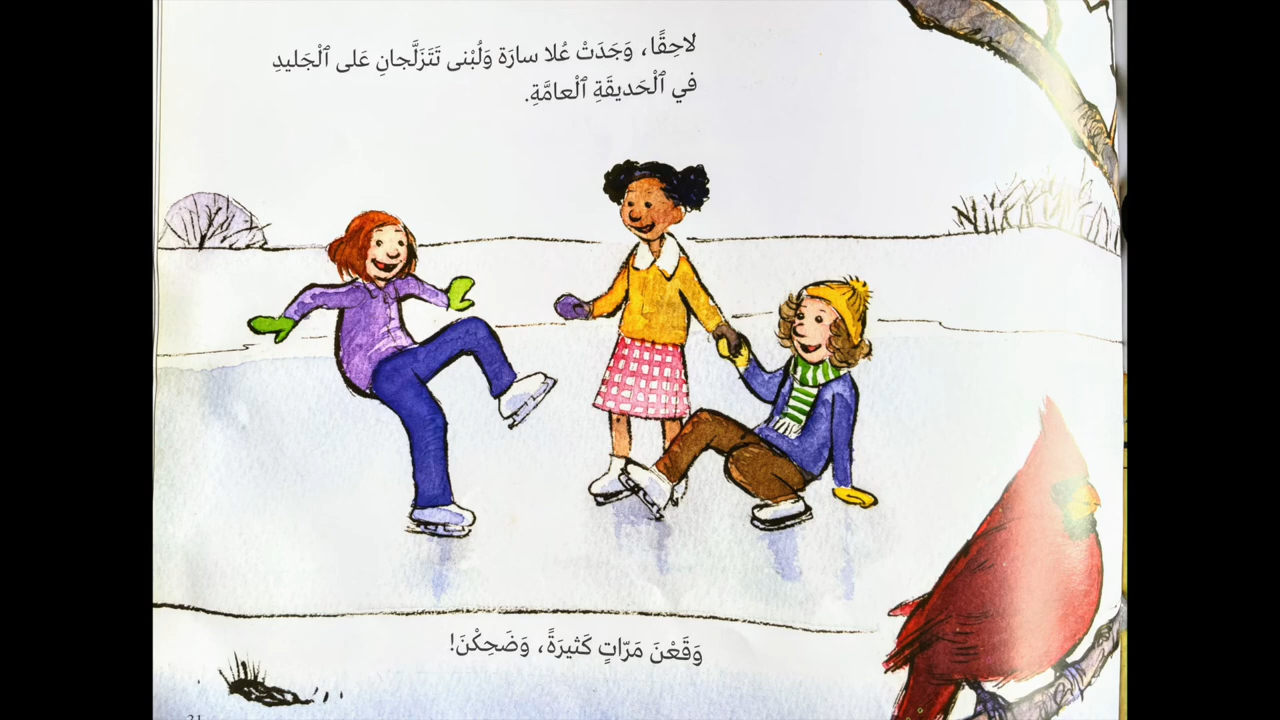 لاحِقًا، وَجَدَتْ عُلا سارَة وَلُبْنى تَتَزَلَّجانِ عَلى ٱلْجَليدِ
في ٱلْحَديقَةِ ٱلْعامَّةِ.
وَقَعْنَ مَرّاتٍ كَثيرَةً، وَضَحِكْنَ!